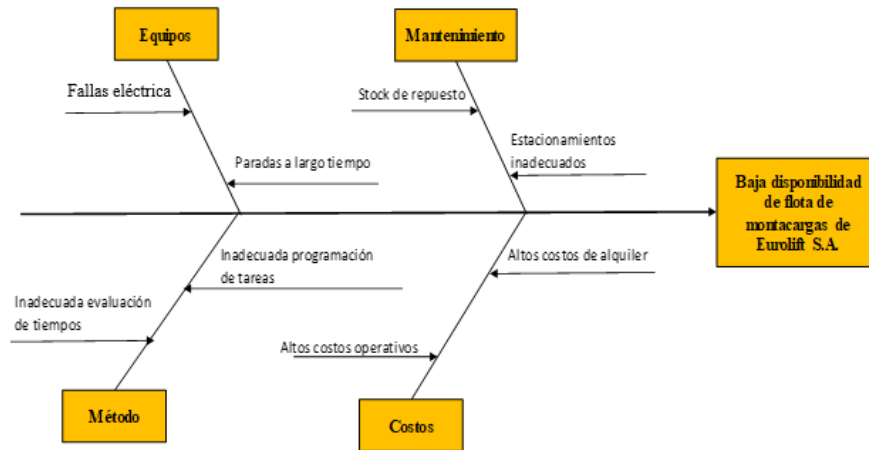 Equipos
Mantenimiento
Fallas eléctrica
Stock de repuesto
Paradas a largo tiempo
Estacionamientos
inadecuados
Baja disponibilidad
de flota de
montacargas de
Eurolift S.A.
Inadecuada programación
de tareas
Altos costos de alquiler
Inadecuada evaluación
de tiempos
Altos costos operativos
Método
Costos